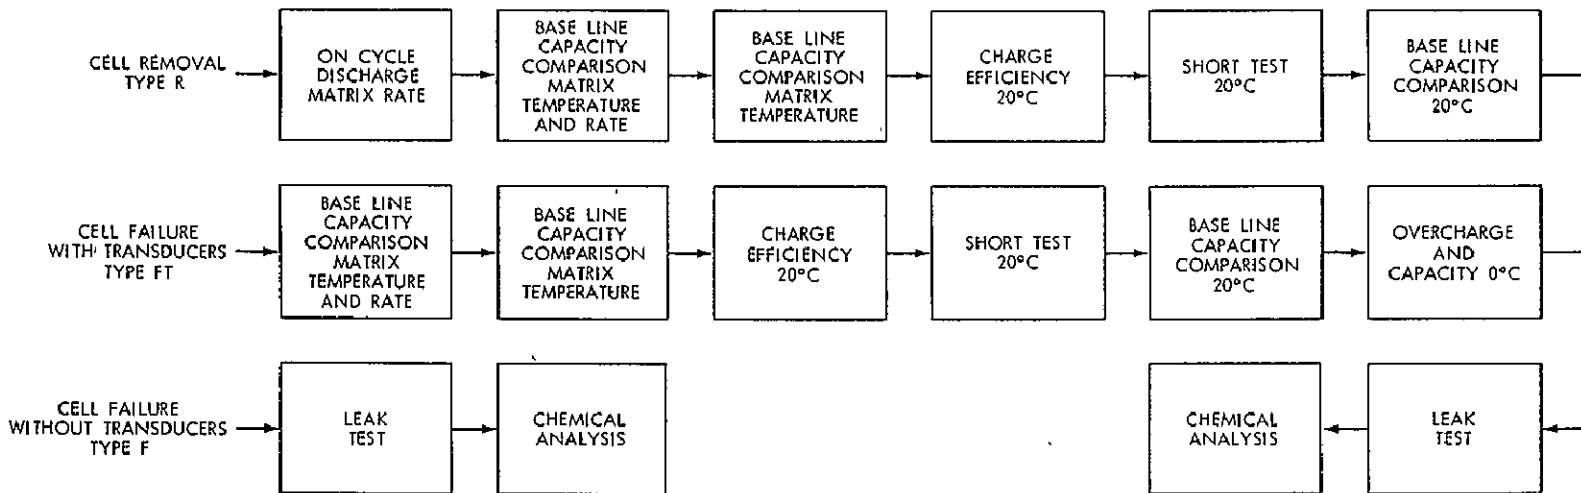 CELL REMOVAL
TYPE R
ON CYCLE
DISCHARGE
MATRIX RATE
BASE LINE
CAPACITY
COMPARISON
MATRIX
TEMPERATURE
AND RATE
BASE LINE
CAPACITY
COMPARISON
MATRIX
TEMPERATURE
CHARGE
EFFICIENCY
20°C
SHORT TEST
20°C
BASE LINE
CAPACITY
COMPARISON
20°C
CELL FAILURE
WITH TRANSDUCERS
TYPE FT
BASE LINE
CAPACITY
COMPARISON
MATRIX
TEMPERATURE
AND RATE
BASE LINE
CAPACITY
COMPARISON
MATRIX
TEMPERATURE
CHARGE
EFFICIENCY
20°C
SHORT TEST
20°C
BASE LINE
CAPACITY
COMPARISON
20°C
OVERCHARGE
AND
CAPACITY 0°C
CELL FAILURE
WITHOUT TRANSDUCERS
TYPE F
LEAK
TEST
CHEMICAL
ANALYSIS
CHEMICAL
ANALYSIS
LEAK
TEST